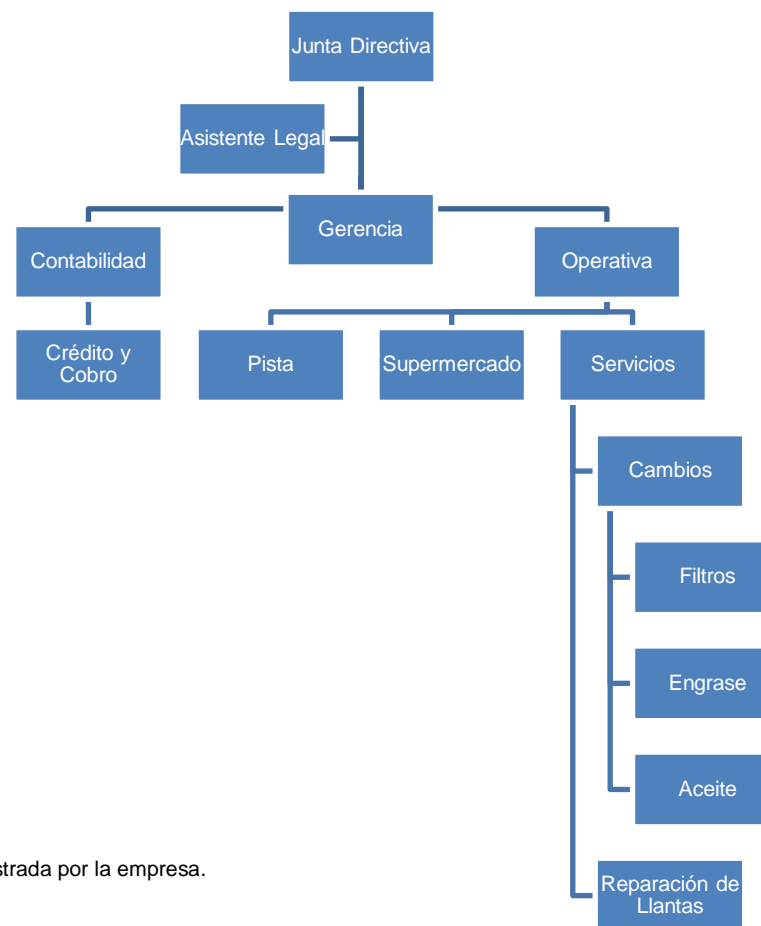 Junta Directiva
Asistente Legal
Gerencia
Contabilidad
Operativa
Crédito y
Cobro
Pista
Supermercado
Servicios
Cambios
Filtros
Engrase
Aceite
strada por la empresa.
Reparación de
Llantas